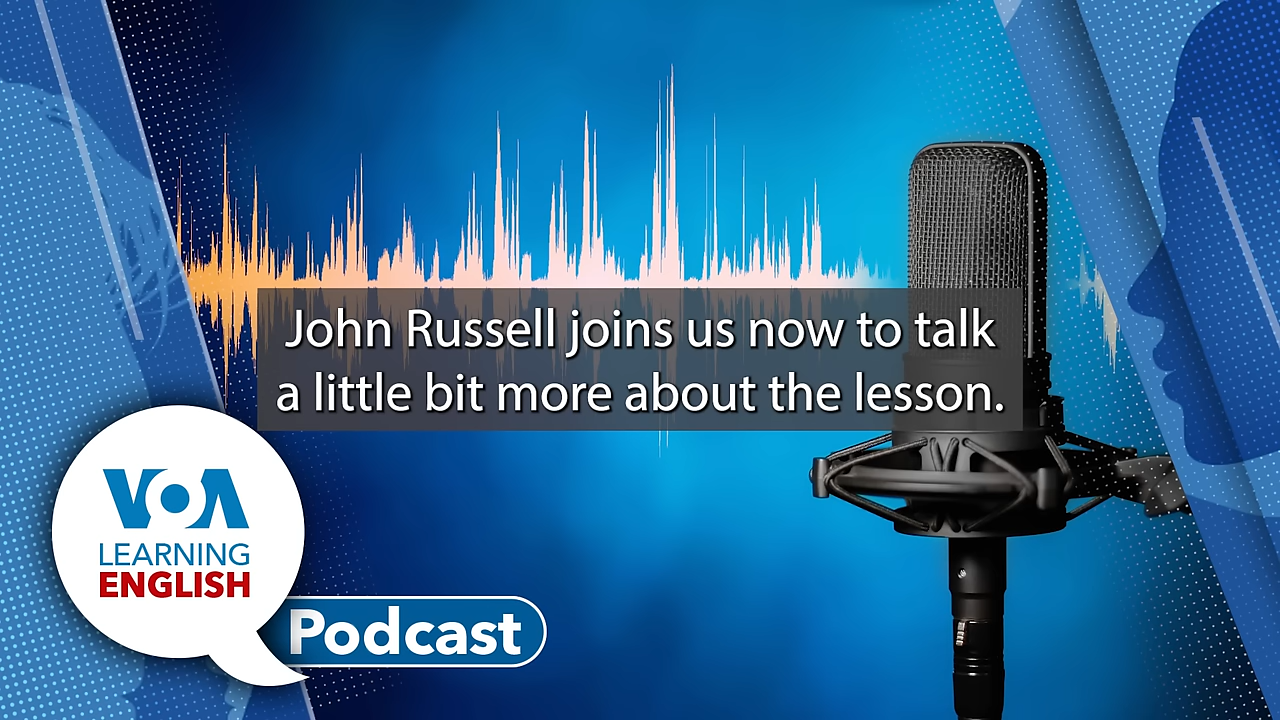 John Russell joins us now to talk
a little bit more about the lesson.
VOA
LEARNING
ENGLISH
Podcast